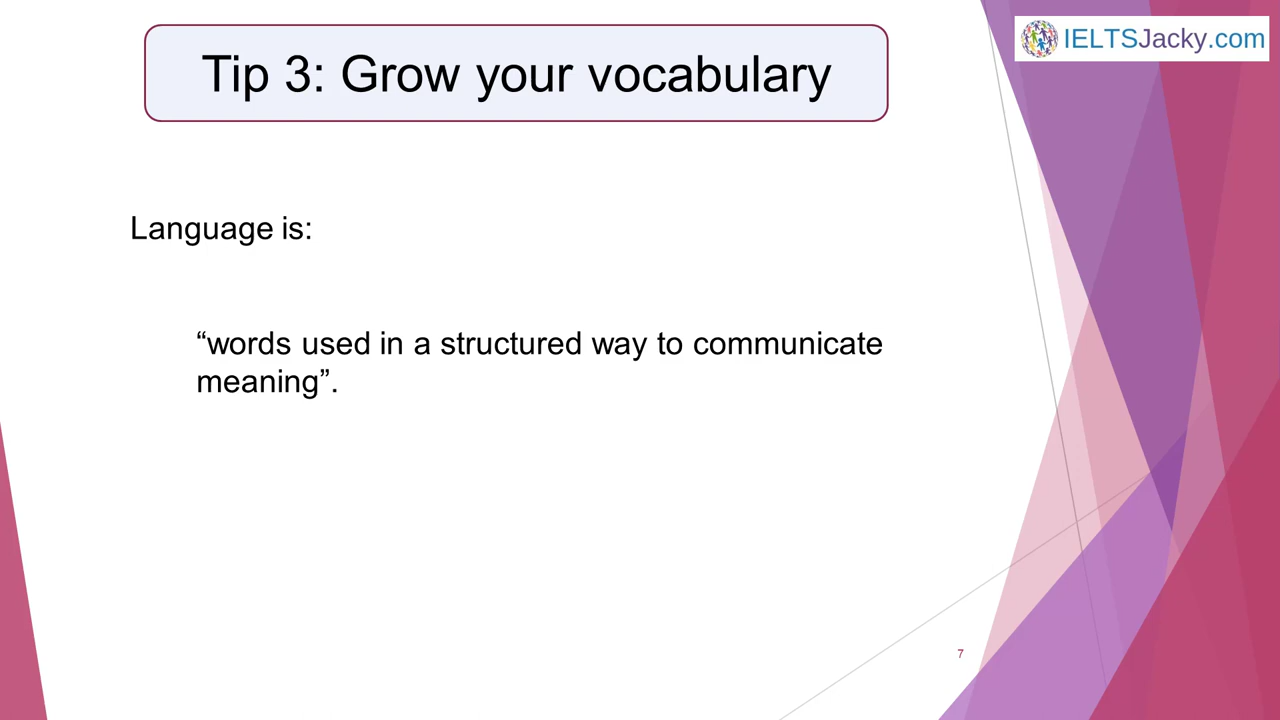 IELTSJacky.com
Tip 3: Grow your vocabulary
Language is:
“words used in a structured way to communicate
meaning”.
7